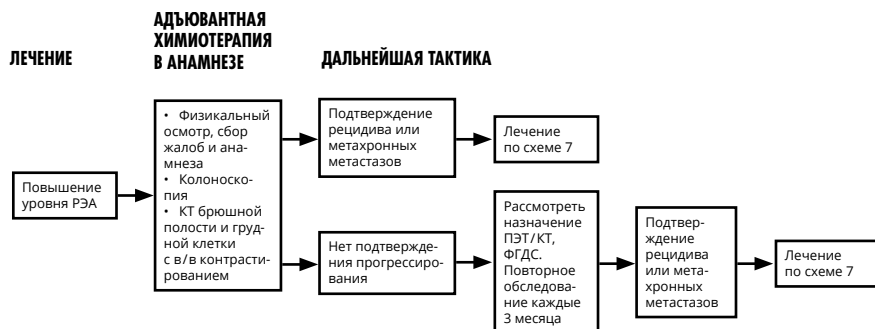 ЛЕЧЕНИЕ
АДЪЮВАНТНАЯ
ХИМИОТЕРАПИЯ
В АНАМНЕЗЕ
ДАЛЬНЕЙШАЯ ТАКТИКА
Повышение
уровня РЭА
• Физикальный
осмотр, сбор
жалоб и ана-
мнеза
• Колоноско-
пия
• КТ брюшной
полости и груд-
ной клетки
с в/в контрасти-
рованием
Подтверждение
рецидива или
метахронных
метастазов
Лечение
по схеме 7
Нет подтвержде-
ния прогрессиро-
вания
Рассмотреть
назначение
ПЭТ/КТ,
ФГДС.
Повторное
обследова-
ние каждые
3 месяца
Подтвер-
ждение
рецидива
или мета-
хронных
метастазов
Лечение
по схеме 7